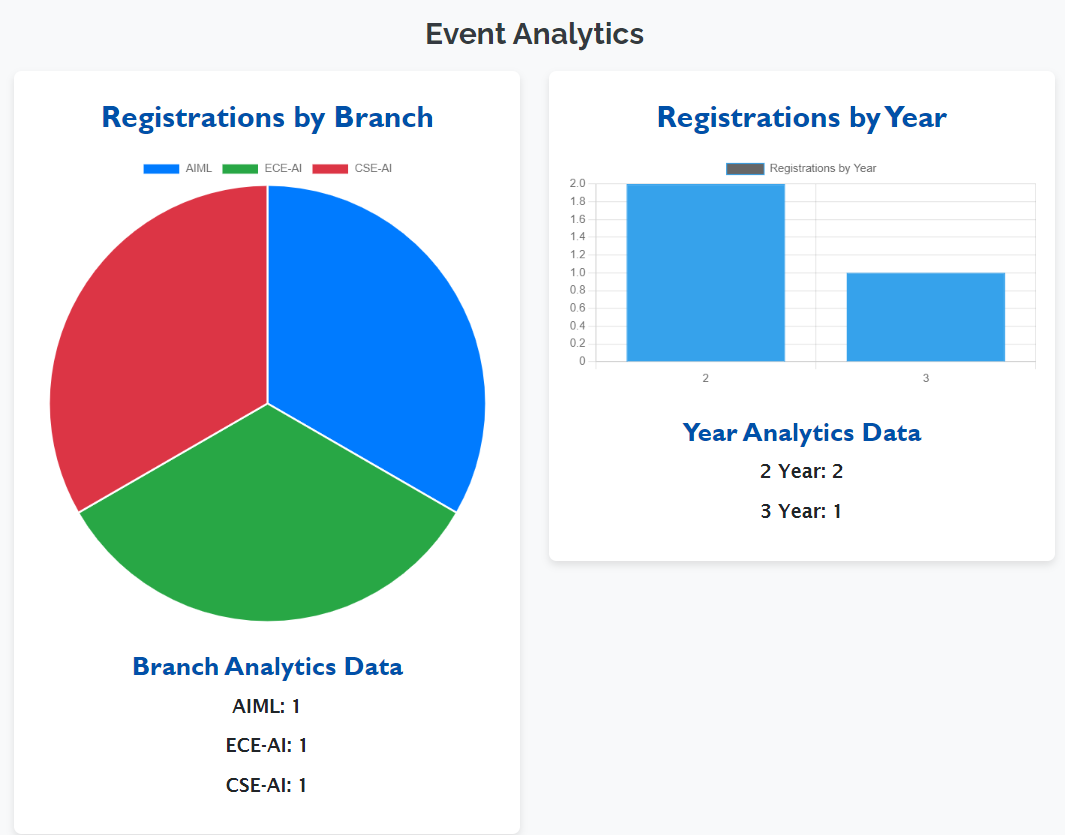 Event Analytics
Registrations by Branch
AIML ECE-AI CSE-AI
Branch Analytics Data
AIML: 1
ECE-AI: 1
CSE-AI: 1
Registrations by Year
Registrations by Year
2.0
1.8
1.6
1.4
1.2
1.0
0.8
0.6
0.4
0.2
0
2 3
Year Analytics Data
2 Year: 2
3 Year: 1